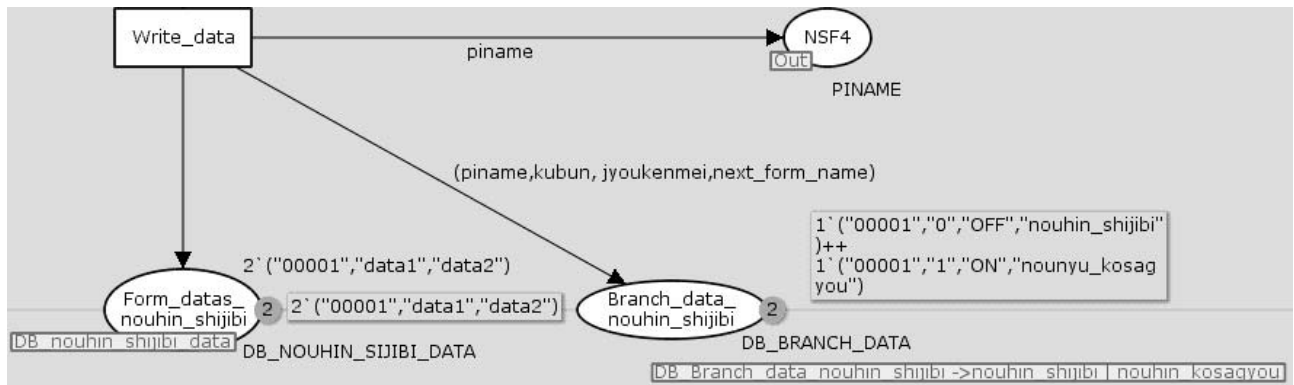 Write_data
NSF4
piname
Out
PINAME
(piname,kubun, jyoukenmei,next_form_name)
1`("00001","0","OFF","nouhin_shijibi"
)++
1`("00001","1","ON","nounyu_kosag
you")
2`("00001","data1","data2")
Form_datas_
nouhin_shijibi
2
2`("00001","data1","data2")
Branch_data_
nouhin_shijibi
2
DB_nouhin_shijibi_data
DB_NOUHIN_SIJIBI_DATA
DB_BRANCH_DATA
DB_Branch_data_nouhin_shijibi->nouhin_shijibi|nouhin_kosagyou